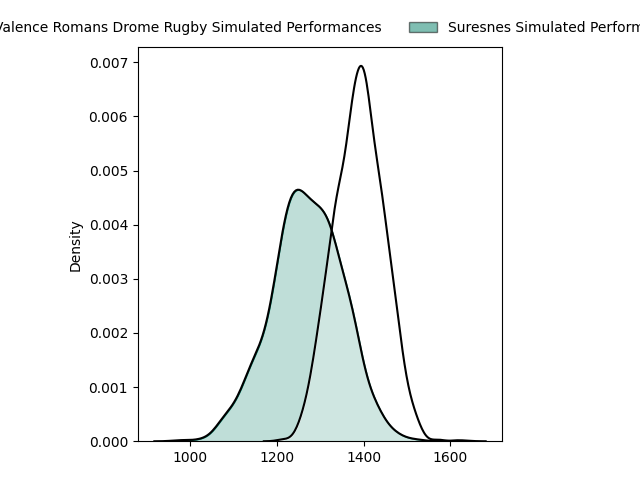 Valence Romans Drome Rugby Simulated Performances Suresnes Simulated Perform
0.007
0.006
0.005
0.004
0.003
0.002
0.001
0.000
Density
1000 1200 1400 1600